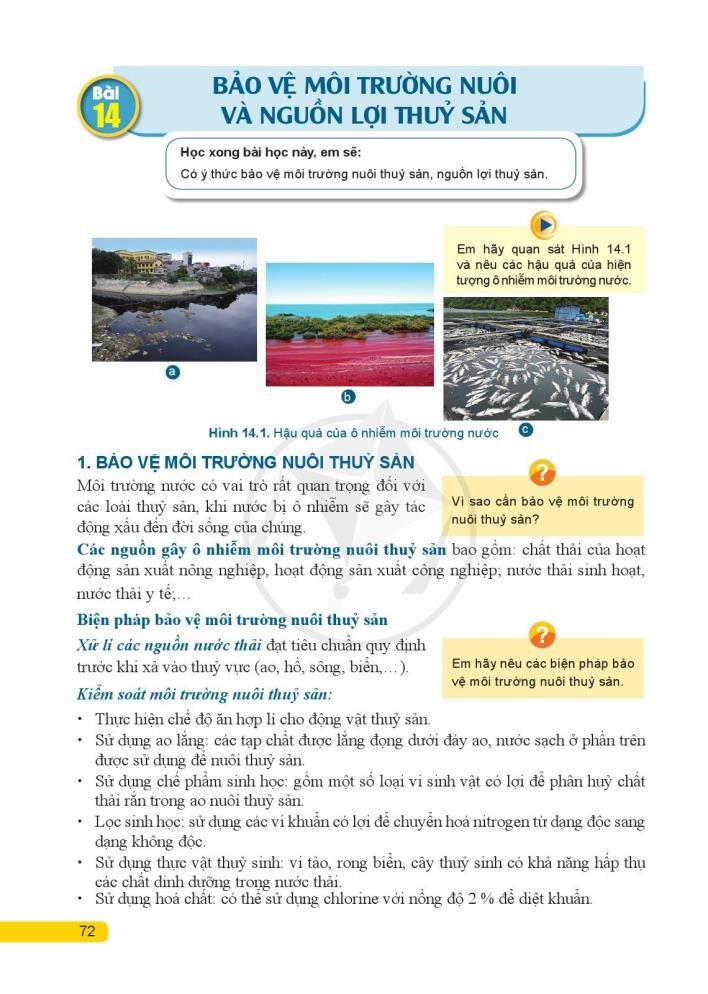 Bài
14
BẢO VỆ MÔI TRƯỜNG NUÔI
VÀ NGUỒN LỢI THUỶ SẢN
Học xong bài học này, em sẽ:
Có ý thức bảo vệ môi trường nuôi thuỷ sản, nguồn lợi thuỷ sản.
Em hãy quan sát Hình 14.1
và nêu các hậu quả của hiện
tượng ô nhiễm môi trường nước.
a
b
c
Hình 14.1. Hậu quả của ô nhiễm môi trường nước
1. BẢO VỆ MÔI TRƯỜNG NUÔI THUỶ SẢN
Môi trường nước có vai trò rất quan trọng đối với
các loài thuỷ sản, khi nước bị ô nhiễm sẽ gây tác
động xấu đến đời sống của chúng.
?
Vì sao cần bảo vệ môi trường
nuôi thuỷ sản?
Các nguồn gây ô nhiễm môi trường nuôi thuỷ sản bao gồm: chất thải của hoạt
động sản xuất nông nghiệp, hoạt động sản xuất công nghiệp; nước thải sinh hoạt,
nước thải y tế;...
Biện pháp bảo vệ môi trường nuôi thuỷ sản
Xử lí các nguồn nước thải đạt tiêu chuẩn quy định
trước khi xả vào thuỷ vực (ao, hồ, sông, biển,...).
?
Em hãy nêu các biện pháp bảo
vệ môi trường nuôi thuỷ sản.
Kiểm soát môi trường nuôi thuỷ sản:
• Thực hiện chế độ ăn hợp lí cho động vật thuỷ sản.
• Sử dụng ao lắng: các tạp chất được lắng đọng dưới đáy ao, nước sạch ở phần trên
được sử dụng để nuôi thuỷ sản.
• Sử dụng chế phẩm sinh học: gồm một số loại vi sinh vật có lợi để phân huỷ chất
thải rắn trong ao nuôi thuỷ sản.
• Lọc sinh học: sử dụng các vi khuẩn có lợi để chuyển hoá nitrogen từ dạng độc sang
dạng không độc.
• Sử dụng thực vật thuỷ sinh: vi tảo, rong biển, cây thuỷ sinh có khả năng hấp thụ
các chất dinh dưỡng trong nước thải.
• Sử dụng hoá chất: có thể sử dụng chlorine với nồng độ 2 % để diệt khuẩn.
72